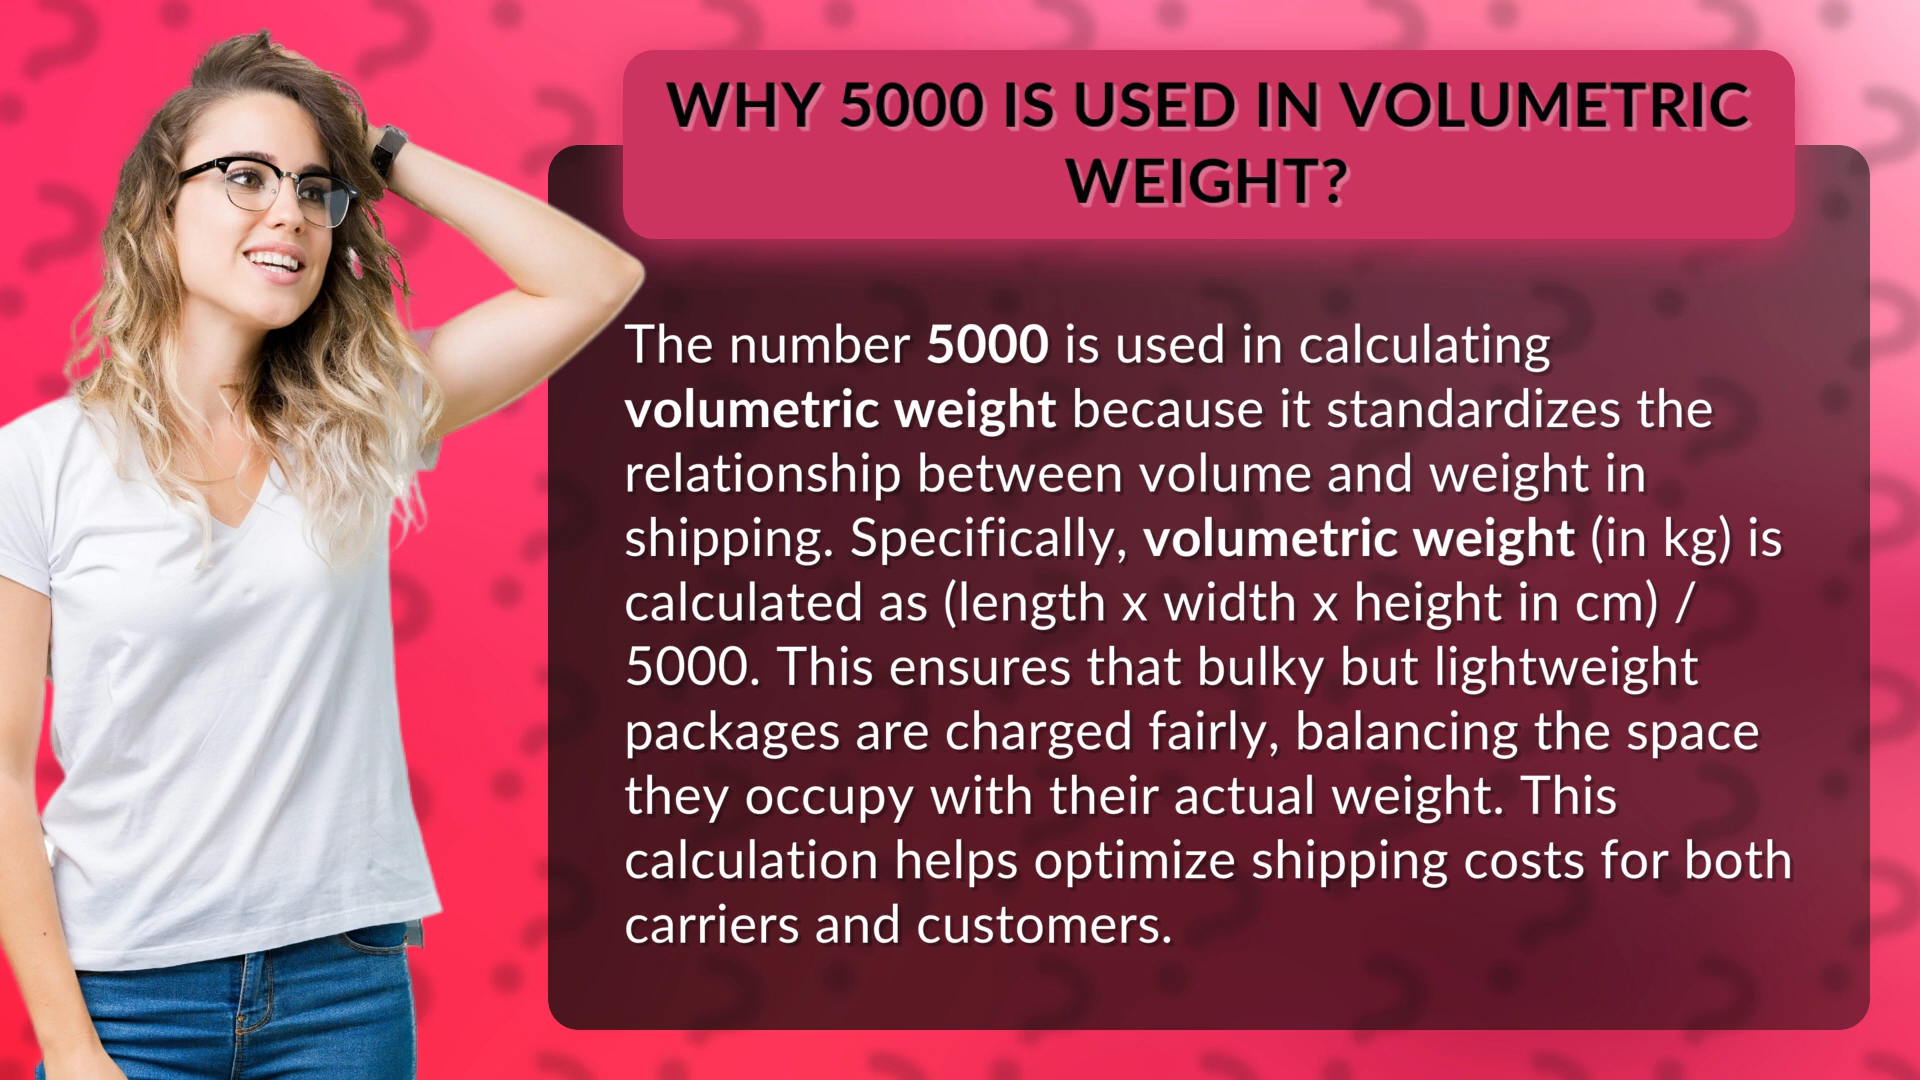 WHY 5000 IS USED IN VOLUMETRIC
WEIGHT?
The number 5000 is used in calculating
volumetric weight because it standardizes the
relationship between volume and weight in
shipping. Specifically, volumetric weight (in kg) is
calculated as (length x width x height in cm) /
5000. This ensures that bulky but lightweight
packages are charged fairly, balancing the space
they occupy with their actual weight. This
calculation helps optimize shipping costs for both
carriers and customers.